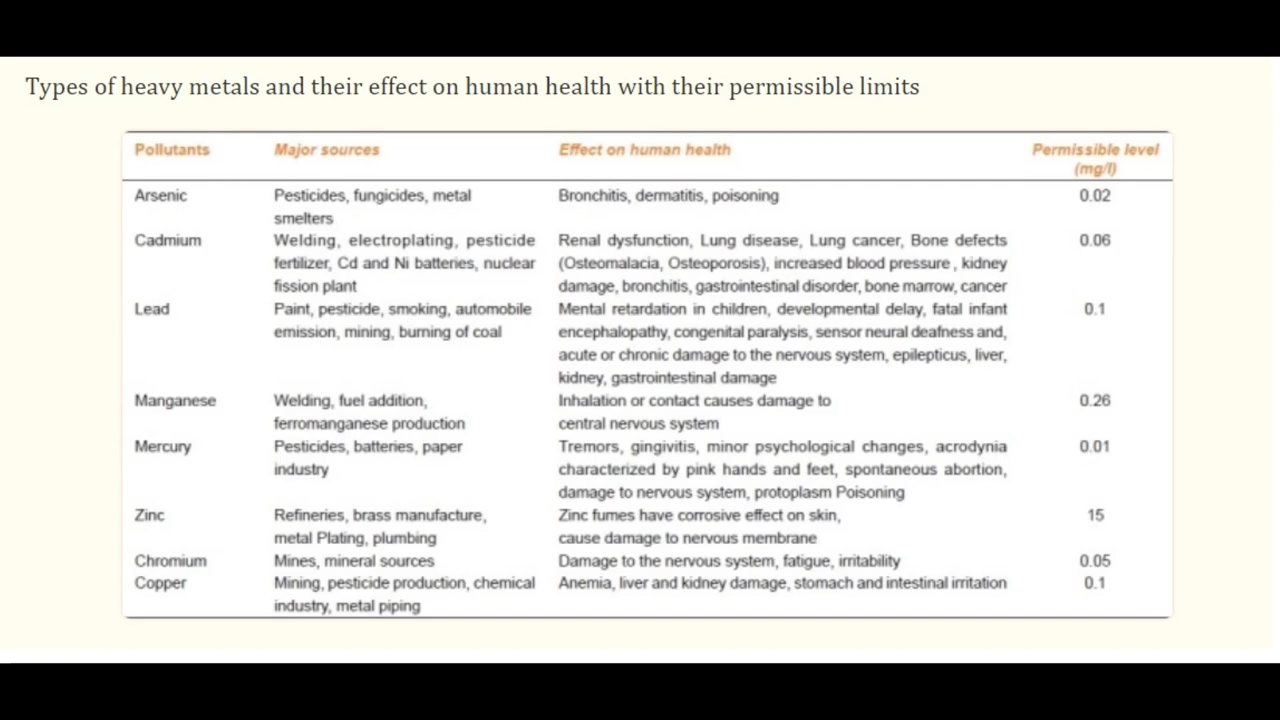 Types of heavy metals and their effect on human health with their permissible limits
Pollutants Major sources Effect on human health Permissible level
(mg/l)
Arsenic Pesticides, fungicides, metal Bronchitis, dermatitis, poisoning 0.02
smelters
Cadmium Welding, electroplating, pesticide Renal dysfunction, Lung disease, Lung cancer, Bone defects 0.06
fertilizer, Cd and Ni batteries, nuclear (Osteomalacia, Osteoporosis), increased blood pressure , kidney
fission plant damage, bronchitis, gastrointestinal disorder, bone marrow, cancer
Lead Paint, pesticide, smoking, automobile Mental retardation in children, developmental delay, fatal infant 0.1
emission, mining, burning of coal encephalopathy, congenital paralysis, sensor neural deafness and,
acute or chronic damage to the nervous system, epilepticus, liver,
kidney, gastrointestinal damage
Manganese Welding, fuel addition, Inhalation or contact causes damage to 0.26
ferromanganese production central nervous system
Mercury Pesticides, batteries, paper Tremors, gingivitis, minor psychological changes, acrodynia 0.01
industry characterized by pink hands and feet, spontaneous abortion,
damage to nervous system, protoplasm Poisoning
Zinc Refineries, brass manufacture, Zinc fumes have corrosive effect on skin, 15
metal Plating, plumbing cause damage to nervous membrane
Chromium Mines, mineral sources Damage to the nervous system, fatigue, irritability 0.05
Copper Mining, pesticide production, chemical Anemia, liver and kidney damage, stomach and intestinal irritation 0.1
industry, metal piping